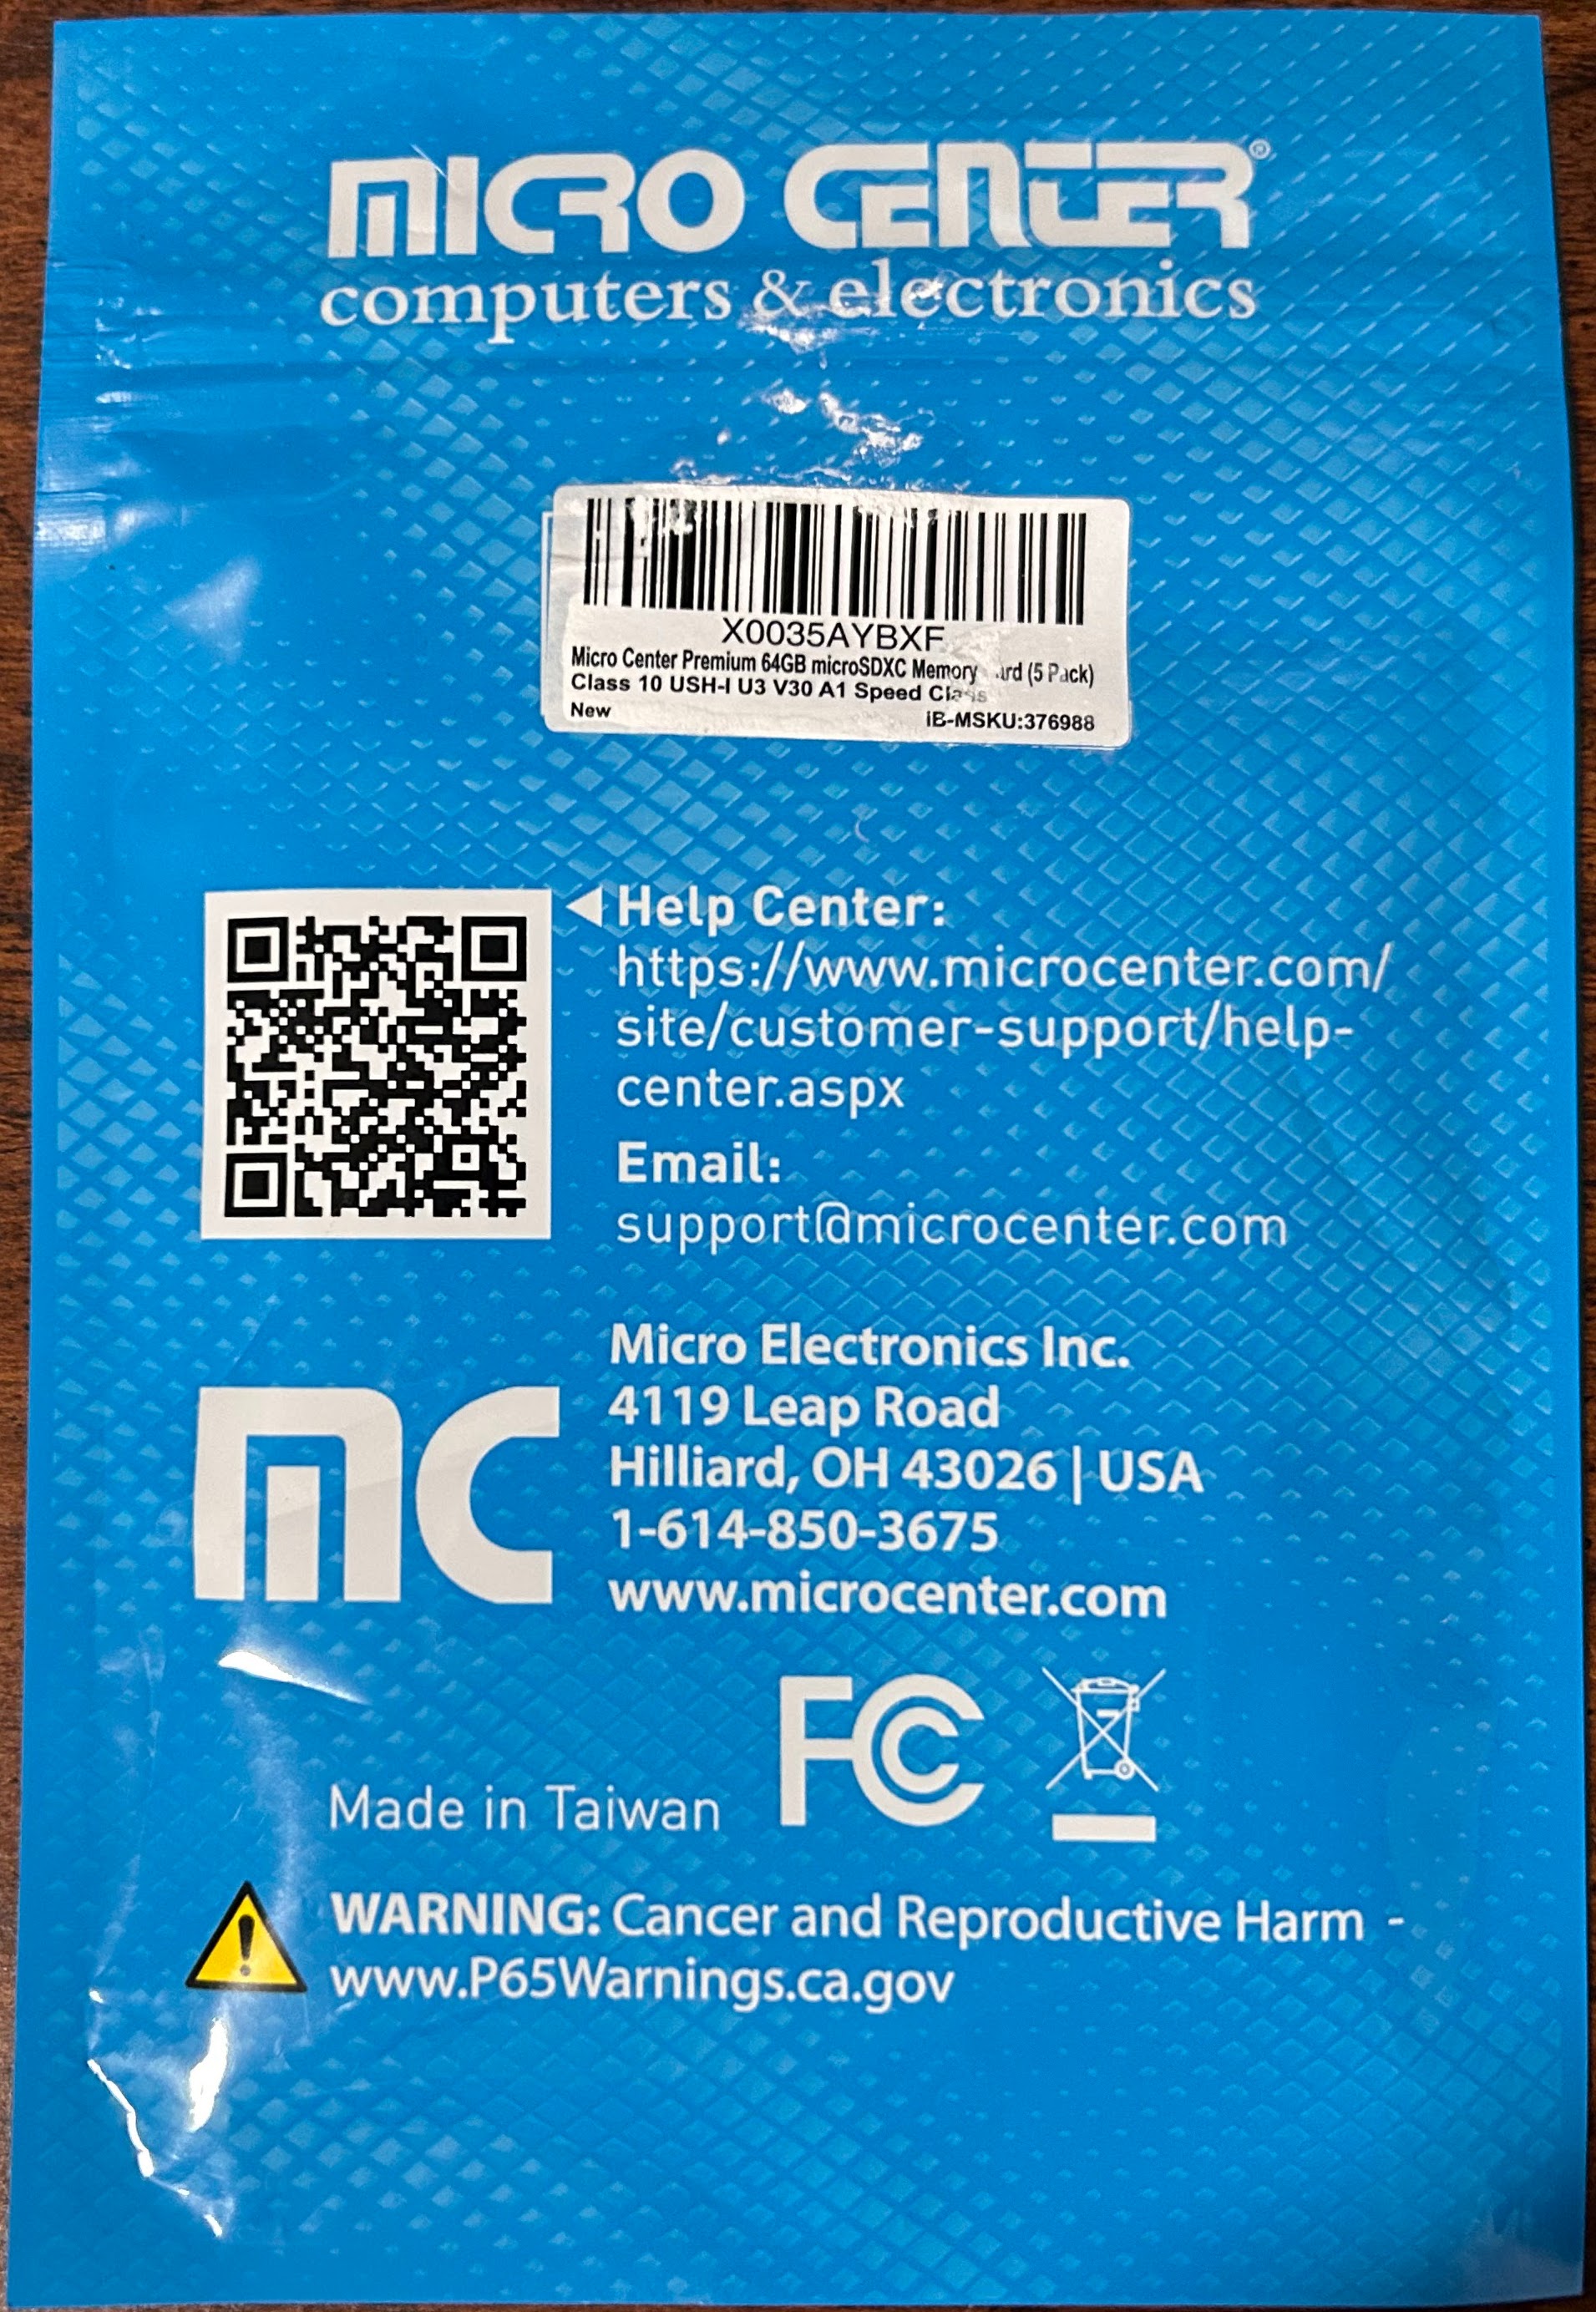 MICRO CENTER®
computers & electronics
X0035AYBXF
Micro Center Premium 64GB microSDXC Memory (5 Pack)
Class 10 USH-I U3 V30 A1 Speed Class
New
iB-MSKU:376988
Help Center:
https://www.microcenter.com/
site/customer-support/help-
center.aspx
Email:
support@microcenter.com
MC
Micro Electronics Inc.
4119 Leap Road
Hilliard, OH 43026 | USA
1-614-850-3675
www.microcenter.com
Made in Taiwan
FC
WARNING: Cancer and Reproductive Harm -
www.P65Warnings.ca.gov